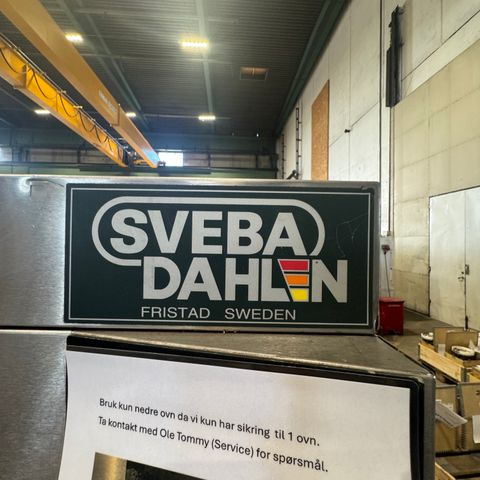 SVEBA
DAHLEN
FRISTAD SWEDEN
Bruk kun nedre ovn da vi kun har sikring til 1 ovn.
Ta kontakt med Ole Tommy (Service) for spørsmål.